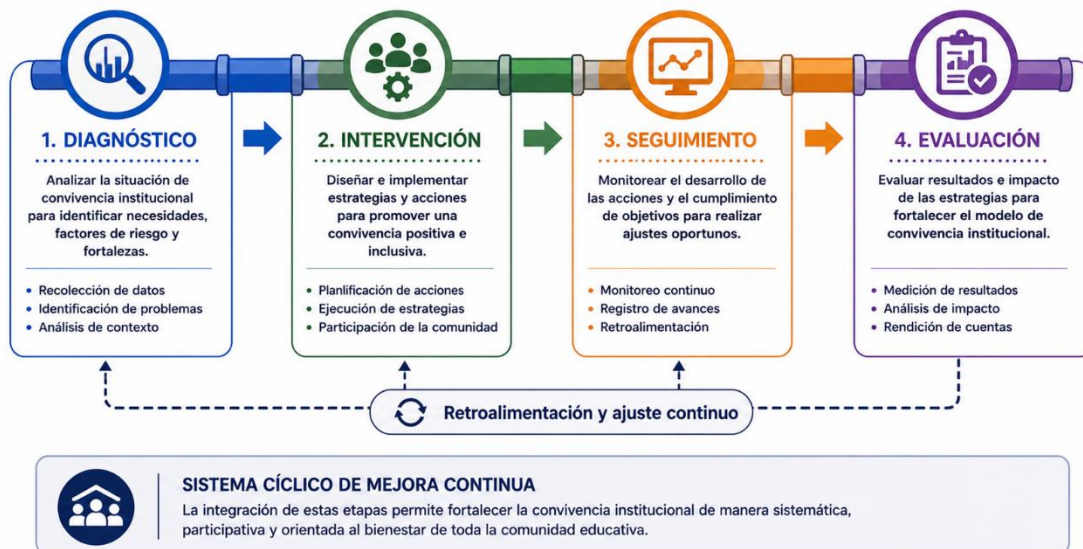 1. DIAGNÓSTICO
Analizar la situación de
convivencia institucional
para identificar necesidades,
factores de riesgo y
fortalezas.
• Recolección de datos
• Identificación de problemas
• Análisis de contexto
2. INTERVENCIÓN
Diseñar e implementar
estrategias y acciones
para promover una
convivencia positiva e
inclusiva.
• Planlificación de acciones
• Ejecución de estrategias
• Participación de la comunidad
3. SEGUIMIENTO
Monitorear el desarrollo de
las acciones y el cumplimiento
de objetivos para realizar
ajustes oportunos.
• Monitoreo continuo
• Registro de avances
• Retroalimentación
4. EVALUACIÓN
Evaluar resultados e impacto
de las estrategias para
fortalecer el modelo de
convivencia institucional.
• Medición de resultados
• Análisis de impacto
• Rendición de cuentas
Retroalimentación y ajuste continuo
SISTEMA CÍCLICO DE MEJORA CONTINUA
La integración de estas etapas permite fortalecer la convivencia institucional de manera sistemática,
participativa y orientada al bienestar de toda la comunidad educativa.